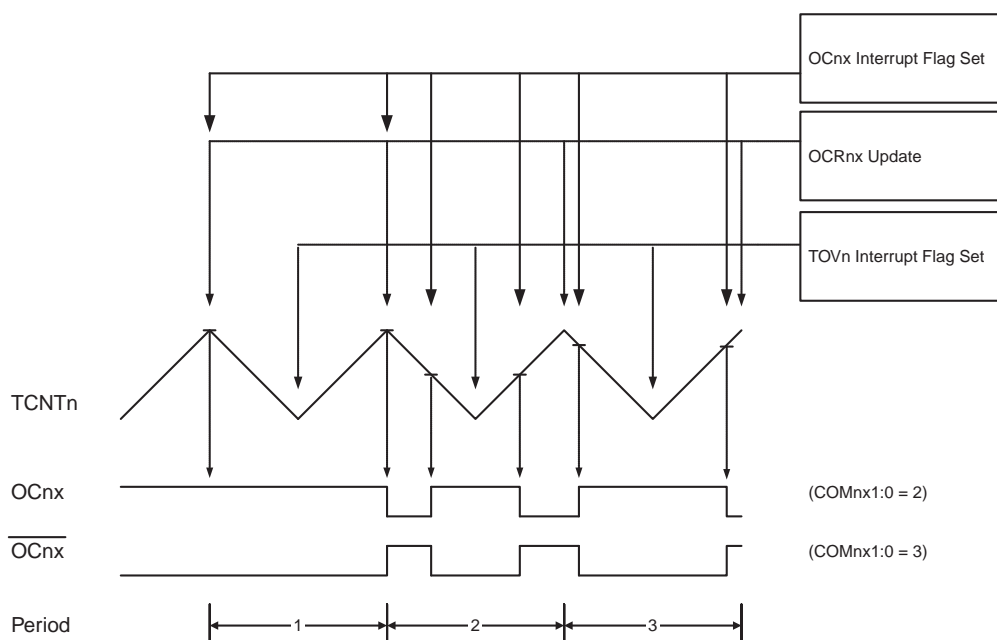 OCnx Interrupt Flag Set
OCRnx Update
TOVn Interrupt Flag Set
TCNTn
OCnx
(COMnx1:0 = 2)
OCnx
(COMnx1:0 = 3)
Period
1
2
3